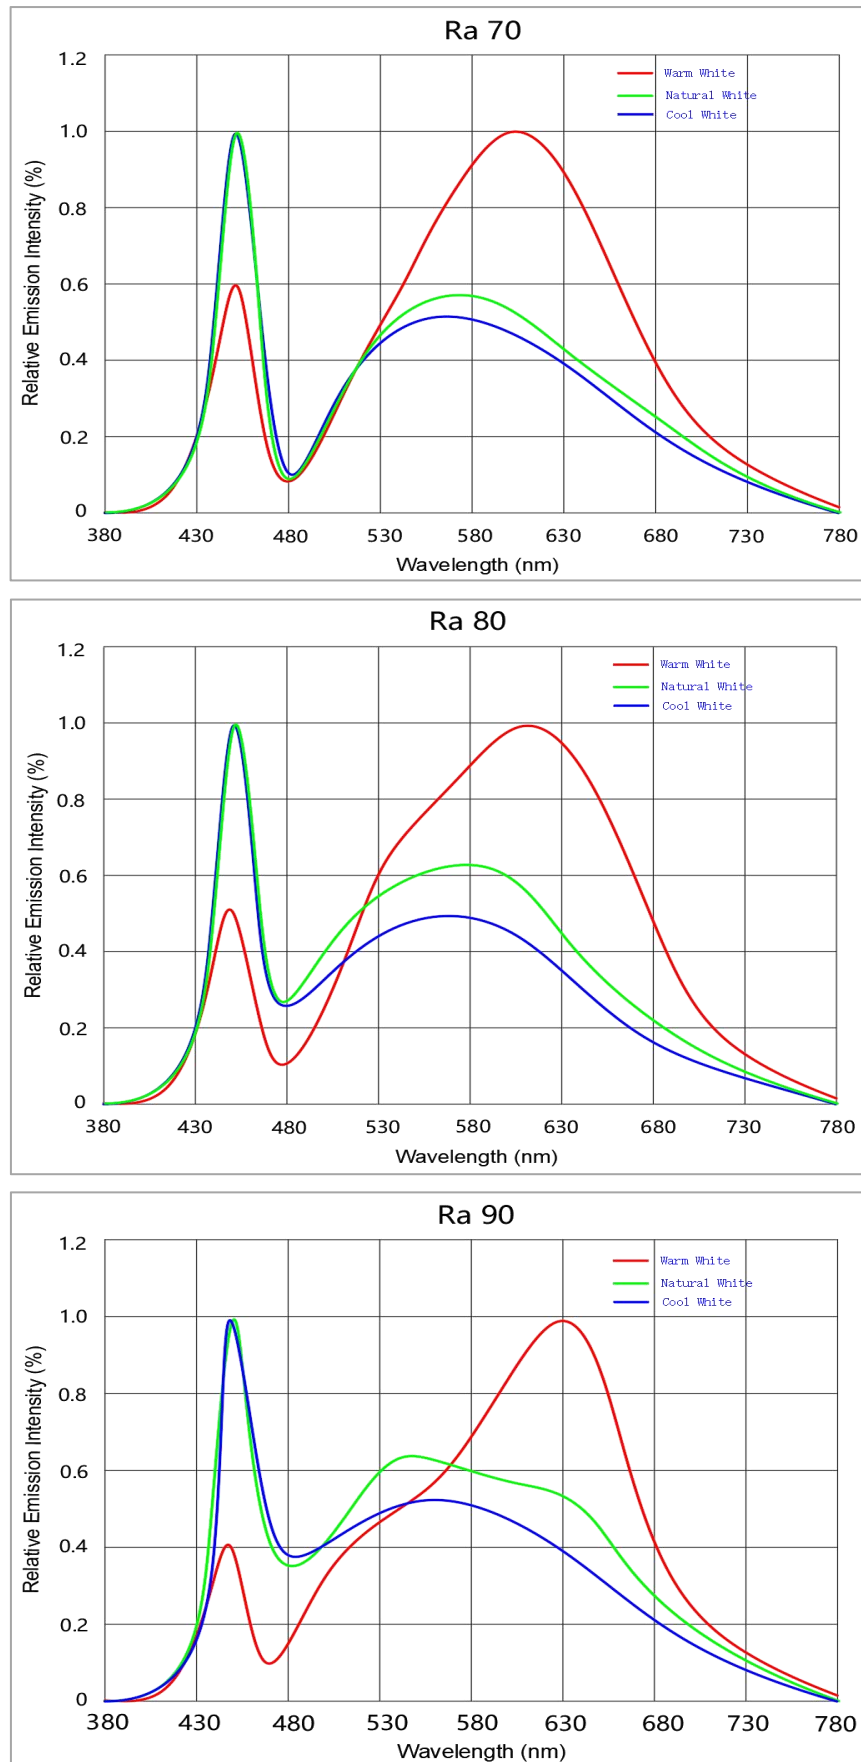 Ra 70
1.2
Warm White
Natural White
Cool White
1.0
0.8
0.6
0.4
0.2
0
Relative Emission Intensity (%)
380 430 480 530 580 630 680 730 780
Wavelength (nm)
Ra 80
1.2
Warm White
Natural White
Cool White
1.0
0.8
0.6
0.4
0.2
0
Relative Emission Intensity (%)
380 430 480 530 580 630 680 730 780
Wavelength (nm)
Ra 90
1.2
Warm White
Natural White
Cool White
1.0
0.8
0.6
0.4
0.2
0
Relative Emission Intensity (%)
380 430 480 530 580 630 680 730 780
Wavelength (nm)